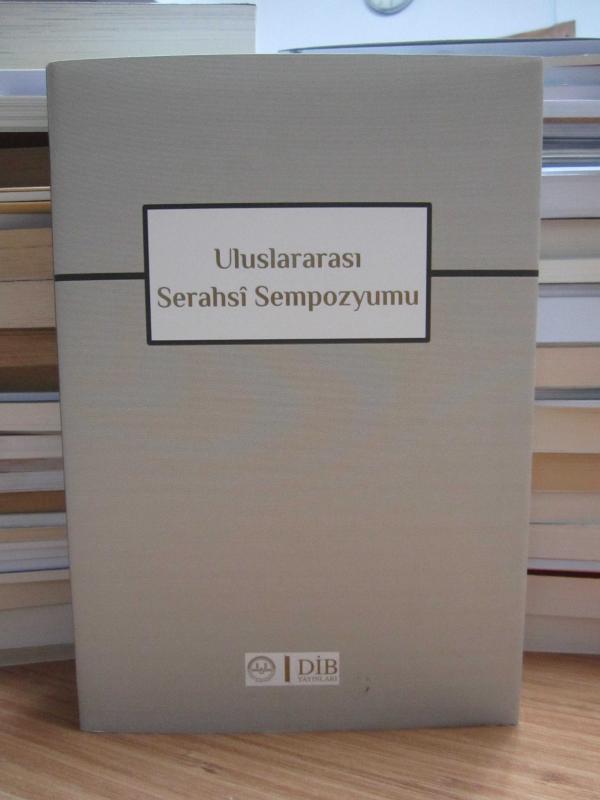 Uluslararası
Serahsî Sempozyumu
DİB
YAYINLARI